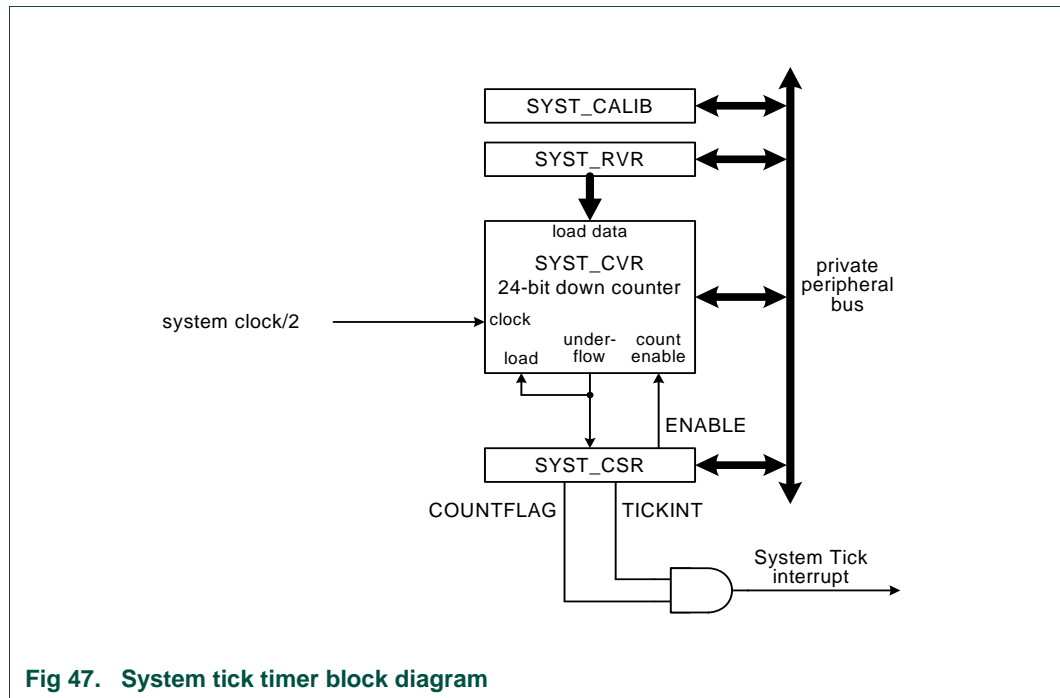 SYST_CALIB
SYST_RVR
load data
SYST_CVR
24-bit down counter
private
peripheral
bus
system clock/2
clock
load
under-
flow
count
enable
ENABLE
SYST_CSR
COUNTFLAG
TICKINT
System Tick
interrupt
Fig 47. System tick timer block diagram